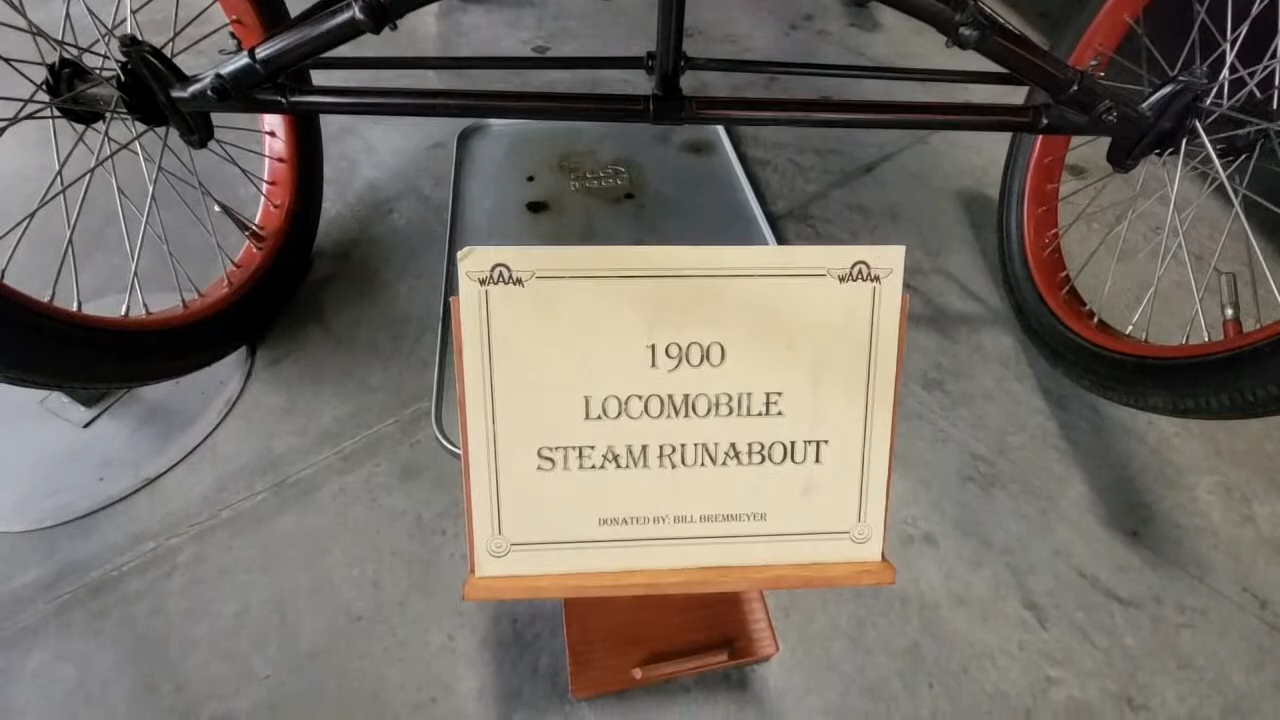 WAAAM WAAAM
1900
LOCOMOBILE
STEAM RUNABOUT
DONATED BY: BILL BREMMEYER